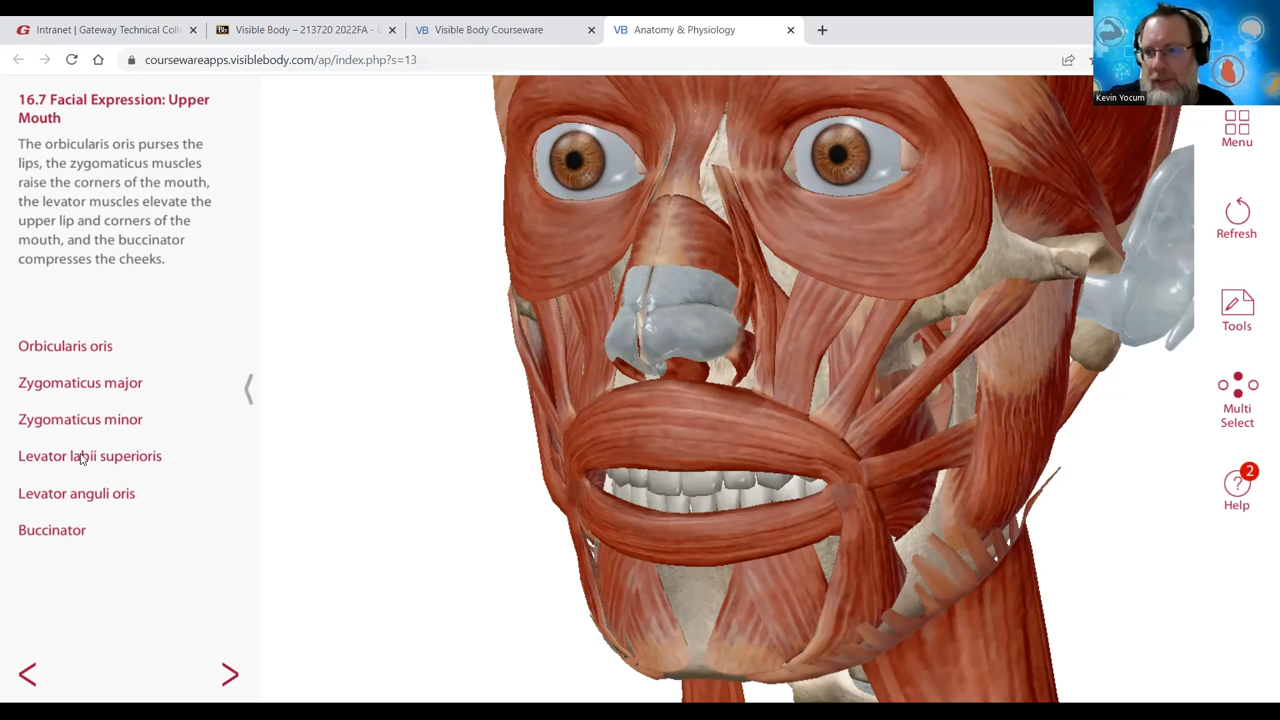 Intranet | Gateway Technical Coll
Bb Visible Body – 213720 2022FA -
VB Visible Body Courseware
VB Anatomy & Physiology
coursewareapps.visiblebody.com/ap/index.php?s=13
Kevin Yocum
16.7 Facial Expression: Upper
Mouth
The orbicularis oris purses the
lips, the zygomaticus muscles
raise the corners of the mouth,
the levator muscles elevate the
upper lip and corners of the
mouth, and the buccinator
compresses the cheeks.
Orbicularis oris
Zygomaticus major
Zygomaticus minor
Levator labii superioris
Levator anguli oris
Buccinator
Menu
Refresh
Tools
Multi
Select
2
Help